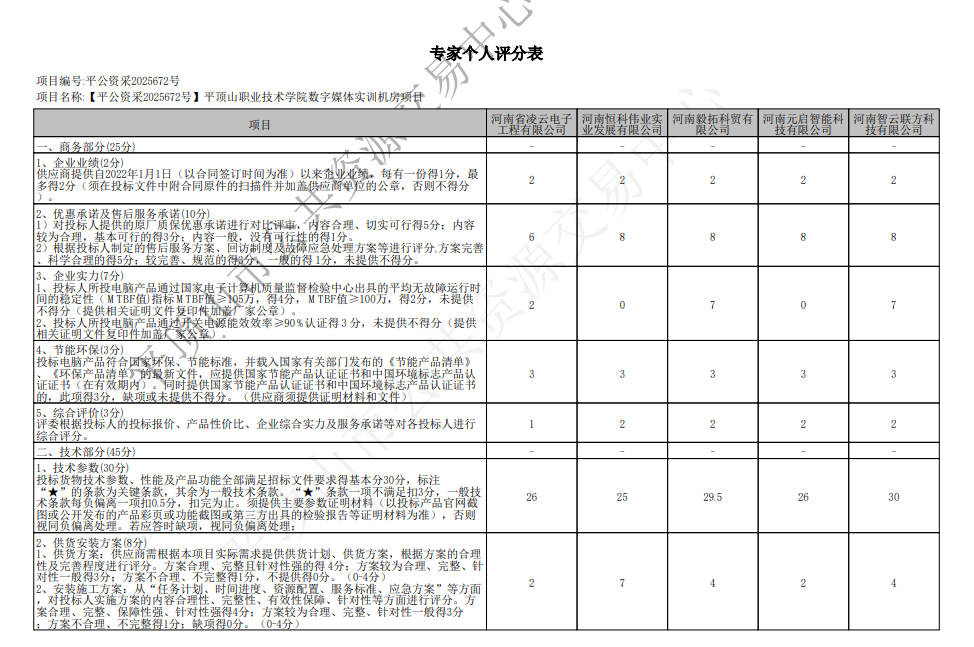 专家个人评分表
项目编号:平公资采2025672号
项目名称:【平公资采2025672号】平顶山职业技术学院数字媒体实训机房项目
项目
河南省凌云电子
工程有限公司
河南恒科伟业实
业发展有限公司
河南毅拓科贸有
限公司
河南元启智能科
技有限公司
河南智云联方科
技有限公司
一、商务部分(25分)
- - - - -
1、企业业绩(2分)
供应商提供自2022年1月1日（以合同签订时间为准）以来企业业绩，每有一份得1分，最
多得2分（须在投标文件中附合同原件的扫描件并加盖供应商单位的公章，否则不得分
）。
2 2 2 2 2
2、优惠承诺及售后服务承诺(10分)
1）对投标人提供的原厂质保优惠承诺进行对比评审，内容合理、切实可行得5分；内容
较为合理，基本可行的得3分；内容一般，没有可行性的得1分。
2）根据投标人制定的售后服务方案、回访制度及故障应急处理方案等进行评分,方案完善
、科学合理的得5分；较完善、规范的得3分，一般的得 1分，未提供不得分。
6 8 8 8 8
3、企业实力(7分)
1、投标人所投电脑产品通过国家电子计算机质量监督检验中心出具的平均无故障运行时
间的稳定性（ MTBF值)指标MTBF值≥105万，得4分， MTBF值≥100万，得2分，未提供
不得分（提供相关证明文件复印件加盖厂家公章）。
2、投标人所投电脑产品通过开关电源能效效率≥90%认证得 3 分，未提供不得分（提供
相关证明文件复印件加盖厂家公章）。
2 0 7 0 7
4、节能环保(3分)
投标电脑产品符合国家环保、节能标准，并载入国家有关部门发布的《节能产品清单》
、《环保产品清单》的最新文件，应提供国家节能产品认证证书和中国环境标志产品认
证证书（在有效期内）。同时提供国家节能产品认证证书和中国环境标志产品认证证书
的，此项得3分，缺项或未提供不得分。（供应商须提供证明材料和文件）
3 3 3 3 3
5、综合评价(3分)
评委根据投标人的投标报价、产品性价比、企业综合实力及服务承诺等对各投标人进行
综合评分。
1 2 2 2 2
二、技术部分(45分)
- - - - -
1、技术参数(30分)
投标货物技术参数、性能及产品功能全部满足招标文件要求得基本分30分，标注
“★”的条款为关键条款，其余为一般技术条款。“★”条款一项不满足扣3分，一般技
术条款每负偏离一项扣0.5分，扣完为止。须提供主要参数证明材料（以投标产品官网截
图或公开发布的产品彩页或功能截图或第三方出具的检验报告等证明材料为准），否则
视同负偏离处理。若应答时缺项，视同负偏离处理；
26 25 29.5 26 30
2、供货安装方案(8分)
1、供货方案：供应商需根据本项目实际需求提供供货计划、供货方案，根据方案的合理
性及完善程度进行评分。方案合理、完整且针对性强的得 4分；方案较为合理、完整、针
对性一般得3分；方案不合理、不完整得1分，不提供得0分。（0-4分）
2、安装施工方案：从“任务计划、时间进度、资源配置、服务标准、应急方案”等方面
，对投标人实施方案的内容合理性、完整性、有效性保障、针对性等方面进行评分。方
案合理、完整、保障性强、针对性强得4分；方案较为合理、完整、针对性一般得3分
；方案不合理、不完整得1分；缺项得0分。（0-4分）
2 7 4 2 4
平顶山市公共资源交易中心
平顶山市公共资源交易中心